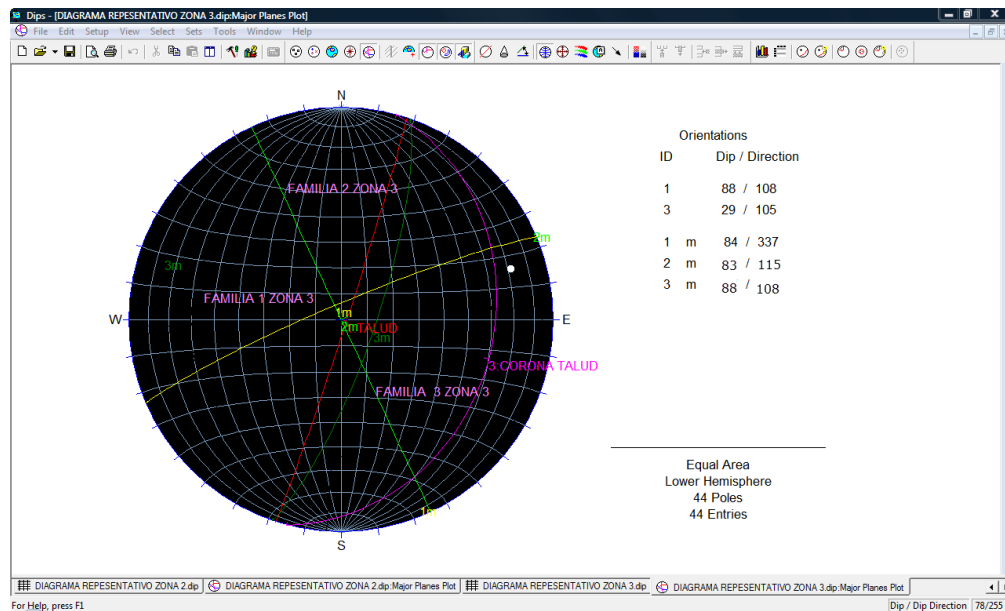 Dips - [DIAGRAMA REPESENTATIVO ZONA 3.dip:Major Planes Plot]
File Edit Setup View Select Sets Tools Window Help
N
Orientations
ID Dip / Direction
FAMILIA 2 ZONA 3
1 88 / 108
3 29 / 105
2m
1 m 84 / 337
3m
2 m 83 / 115
3 m 88 / 108
FAMILIA 1 ZONA 3
1m
W
E
2m
TALUD
3m
3:CORONA TALUD
FAMILIA 3 ZONA 3
Equal Area
Lower Hemisphere
44 Poles
44 Entries
1m
S
DIAGRAMA REPESENTATIVO ZONA 2.dip DIAGRAMA REPESENTATIVO ZONA 2.dip:Major Planes Plot DIAGRAMA REPESENTATIVO ZONA 3.dip DIAGRAMA REPESENTATIVO ZONA 3.dip:Major Planes Plot
For Help, press F1 Dip / Dip Direction 78/255